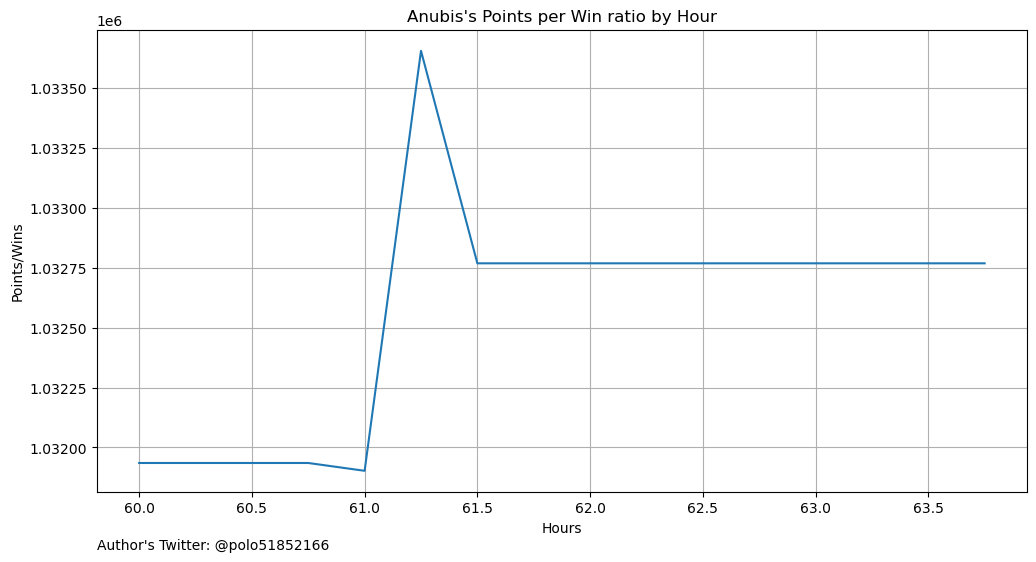 Anubis's Points per Win ratio by Hour
1e6
1.03350
1.03325
1.03300
1.03275
1.03250
1.03225
1.03200
Points/Wins
60.0 60.5 61.0 61.5 62.0 62.5 63.0 63.5
Hours
Author's Twitter: @polo51852166